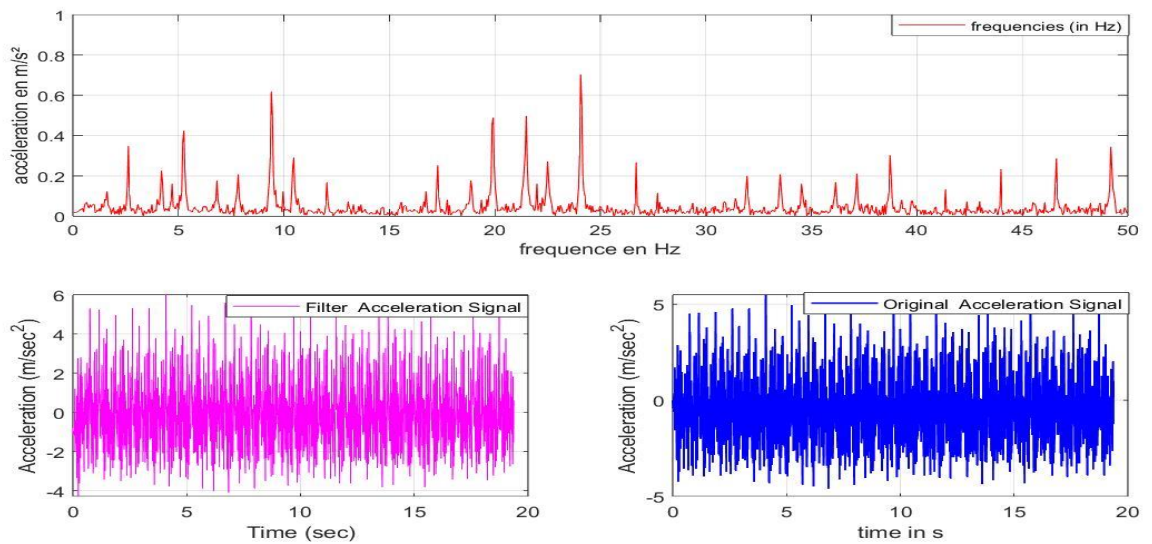 1
0.8
0.6
0.4
0.2
0
accéleration en m/s²
frequencies (in Hz)
0 5 10 15 20 25 30 35 40 45 50
frequence en Hz
6
4
2
0
-2
-4
Acceleration (m/sec²)
Filter Acceleration Signal
0 5 10 15 20
Time (sec)
5
0
-5
Acceleration (m/sec²)
Original Acceleration Signal
0 5 10 15 20
time in s